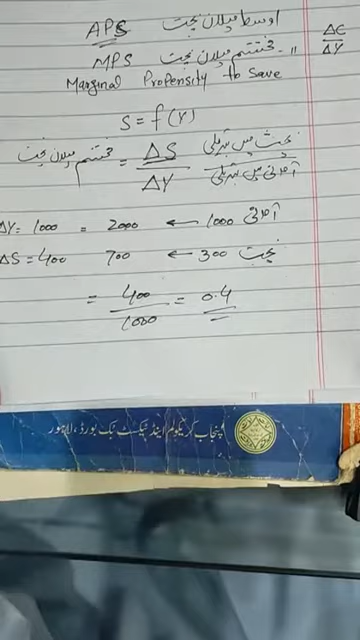 APS اوسط میلان بچت
MPS مختتم میلان بچت
Marginal Propensity to Save
ΔC
ΔY
S = f(Y)
مختتم میلان بچت = ΔS / ΔY = بچت میں تبدیلی / آمدنی میں تبدیلی
ΔY = 1000 = 2000 ← 1000 آمدنی
ΔS = 400 700 ← 300 بچت
= 400 / 1000 = 0.4
پنجاب کریکولم اینڈ ٹیکسٹ بک بورڈ، لاہور